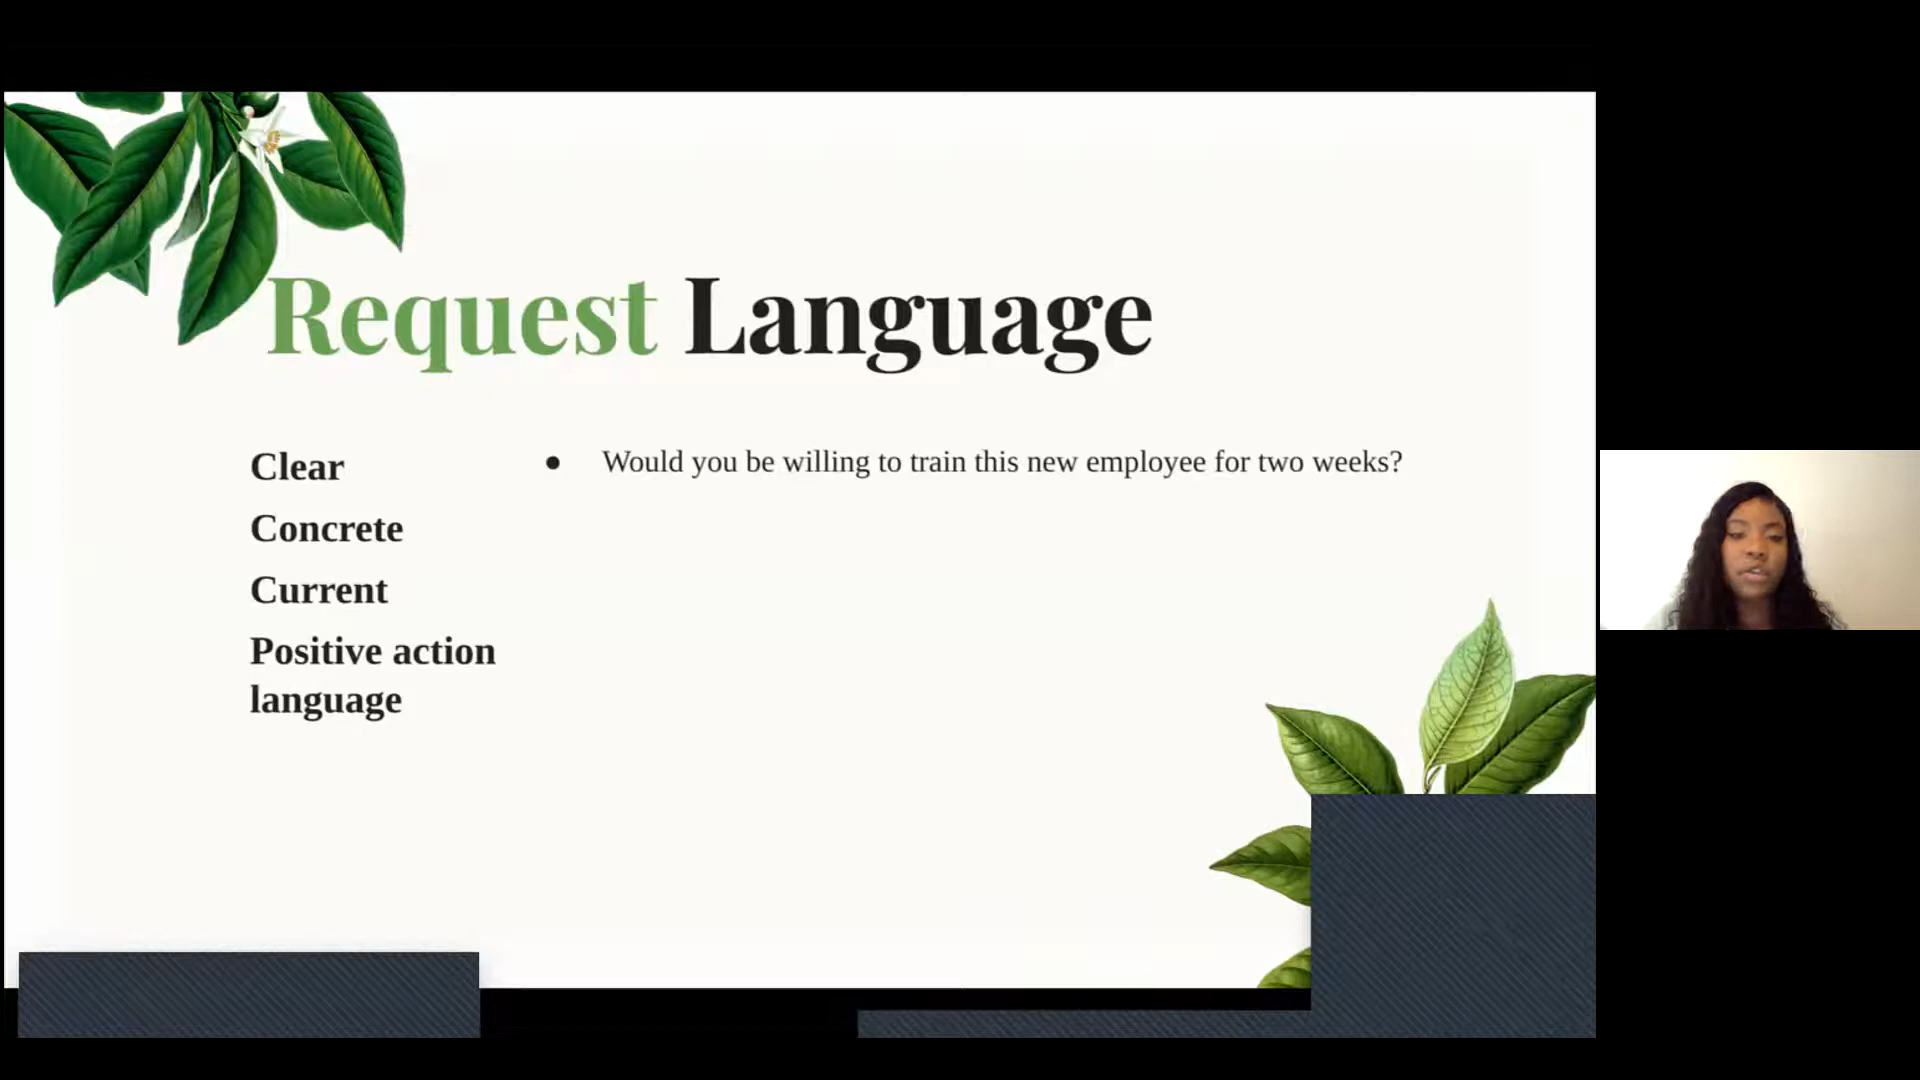 Request Language
Clear
Concrete
Current
Positive action
language
● Would you be willing to train this new employee for two weeks?